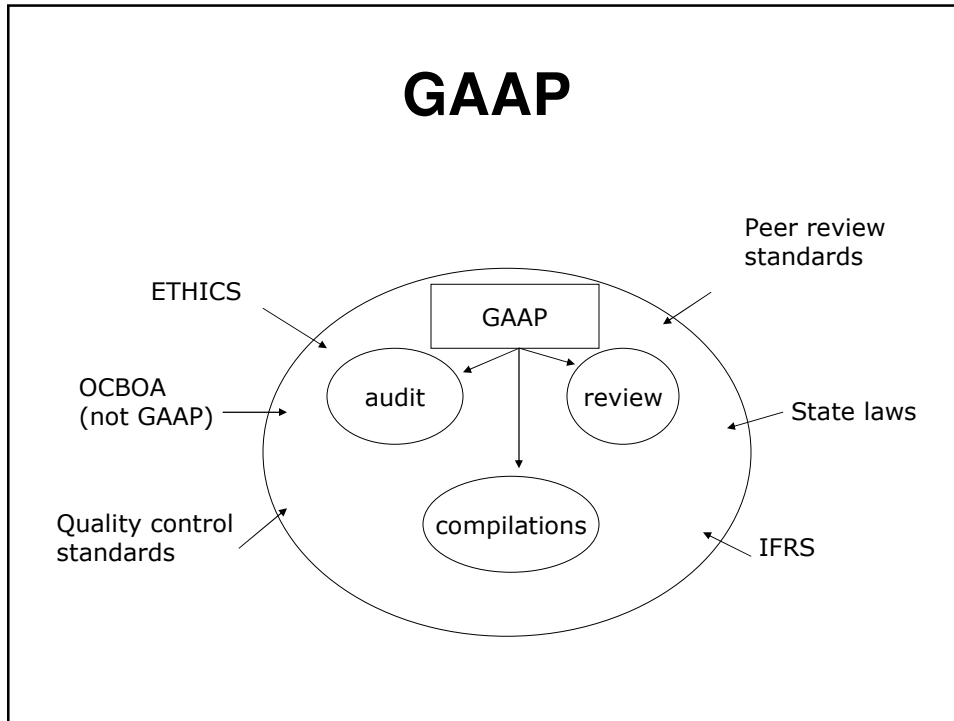 GAAP
Peer review
standards
ETHICS
GAAP
OCBOA
(not GAAP)
audit
review
State laws
Quality control
standards
compilations
IFRS